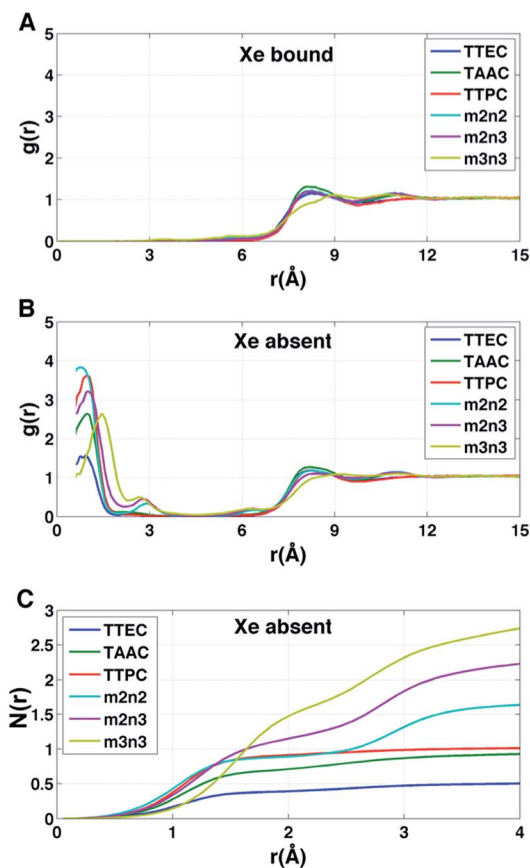 A
Xe bound
g(r)
5
4
3
2
1
0
TTEC
TAAC
TTPC
m2n2
m2n3
m3n3
0 3 6 9 12 15
r(Å)
B
Xe absent
g(r)
5
4
3
2
1
0
TTEC
TAAC
TTPC
m2n2
m2n3
m3n3
0 3 6 9 12 15
r(Å)
C
Xe absent
N(r)
3
2.5
2
1.5
1
0.5
0
TTEC
TAAC
TTPC
m2n2
m2n3
m3n3
0 1 2 3 4
r(Å)